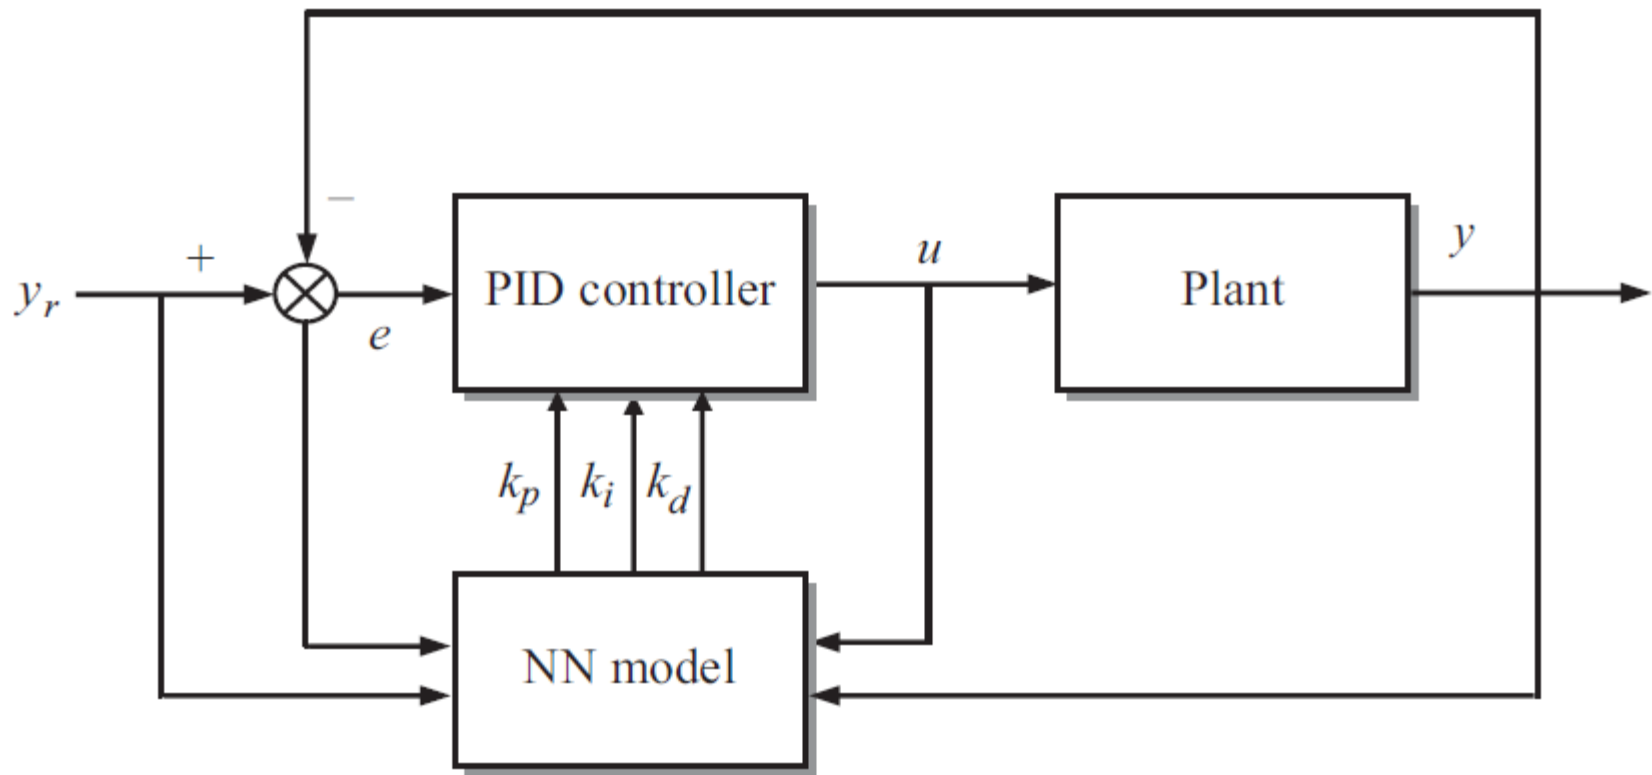 −
+
y_r
e
PID controller
u
Plant
y
k_p
k_i
k_d
NN model